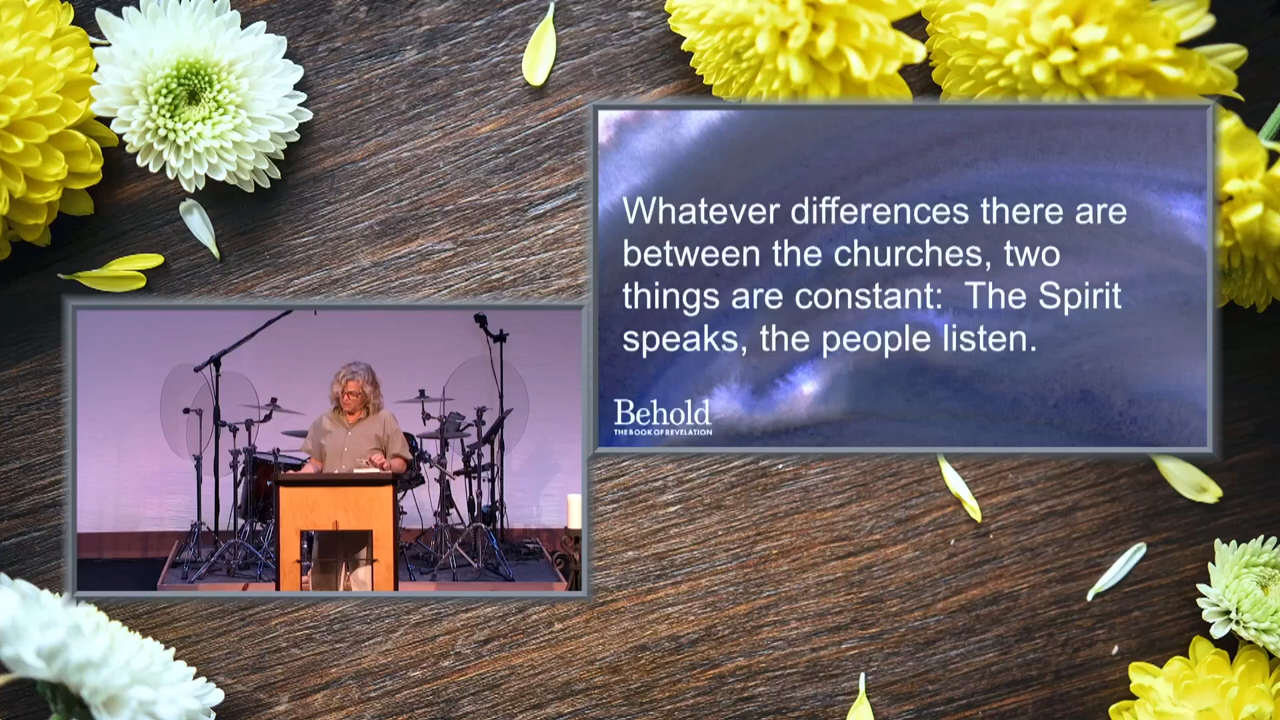 Whatever differences there are
between the churches, two
things are constant:  The Spirit
speaks, the people listen.
Behold
THE BOOK OF REVELATION